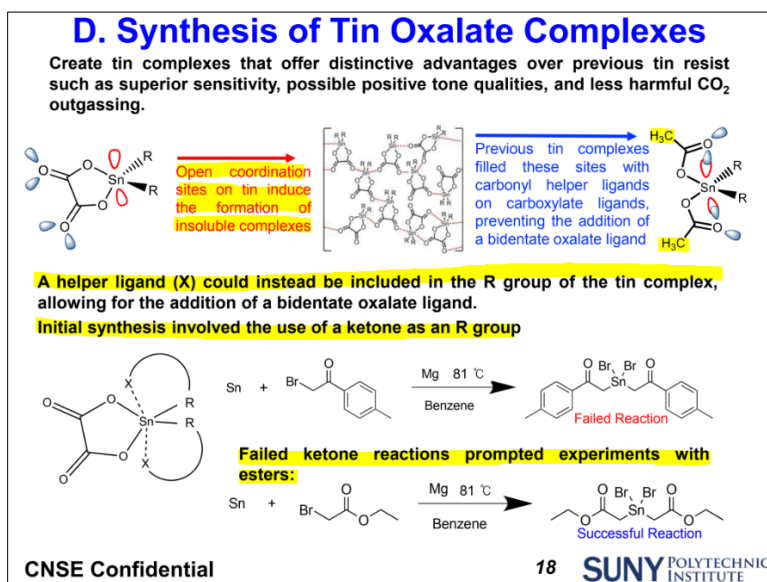 D. Synthesis of Tin Oxalate Complexes
Create tin complexes that offer distinctive advantages over previous tin resist
such as superior sensitivity, possible positive tone qualities, and less harmful CO₂
outgassing.
O
O
O
O
Sn
R
R
Open coordination
sites on tin induce
the formation of
insoluble complexes
Previous tin complexes
filled these sites with
carbonyl helper ligands
on carboxylate ligands,
preventing the addition of
a bidentate oxalate ligand
H₃C
O
O
Sn
R
R
O
O
H₃C
A helper ligand (X) could instead be included in the R group of the tin complex,
allowing for the addition of a bidentate oxalate ligand.
Initial synthesis involved the use of a ketone as an R group
X
O
O
R
Sn
R
O
O
X
Sn + Br O
Mg 81 ℃
Benzene
O Br Br O
Sn
Failed Reaction
Failed ketone reactions prompted experiments with
esters:
Sn + Br O O
Mg 81 ℃
Benzene
O Br Br O
O Sn O
Successful Reaction
CNSE Confidential
18
SUNY POLYTECHNIC
INSTITUTE